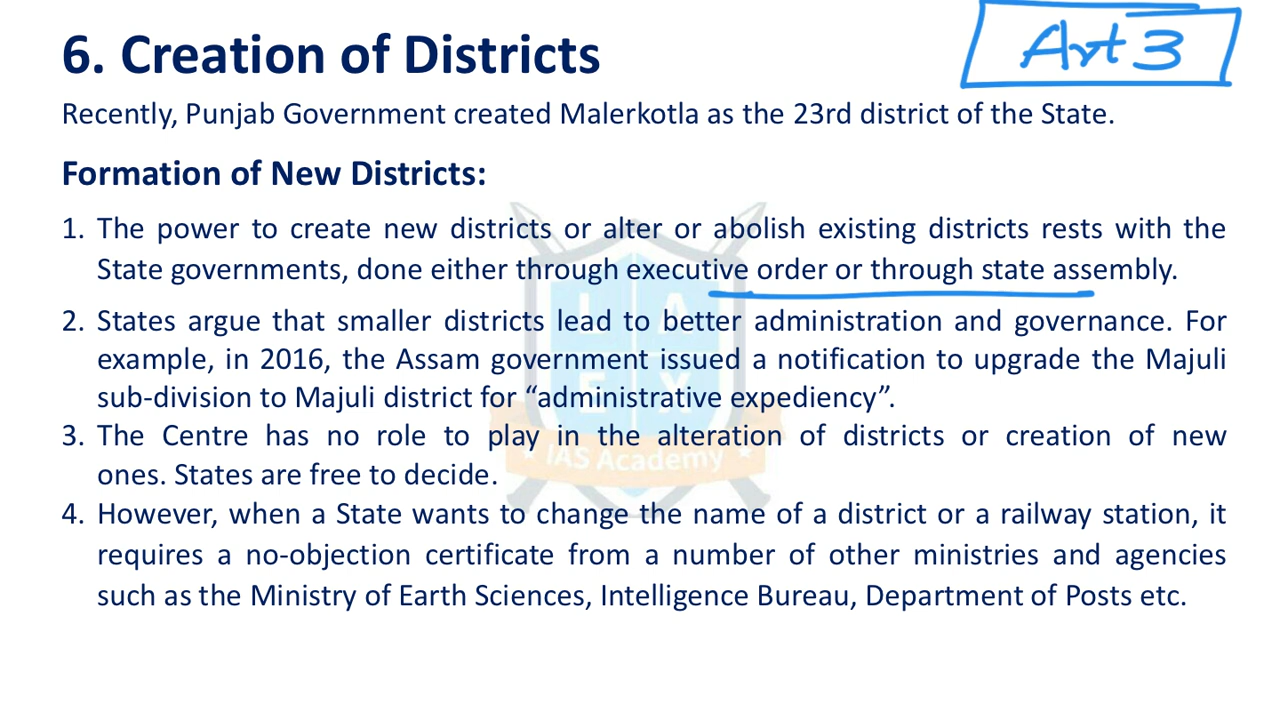 6. Creation of Districts
Art 3
Recently, Punjab Government created Malerkotla as the 23rd district of the State.
Formation of New Districts:
1. The power to create new districts or alter or abolish existing districts rests with the
State governments, done either through executive order or through state assembly.
2. States argue that smaller districts lead to better administration and governance. For
example, in 2016, the Assam government issued a notification to upgrade the Majuli
sub-division to Majuli district for “administrative expediency”.
3. The Centre has no role to play in the alteration of districts or creation of new
ones. States are free to decide.
4. However, when a State wants to change the name of a district or a railway station, it
requires a no-objection certificate from a number of other ministries and agencies
such as the Ministry of Earth Sciences, Intelligence Bureau, Department of Posts etc.
I A
E X
IAS Academy